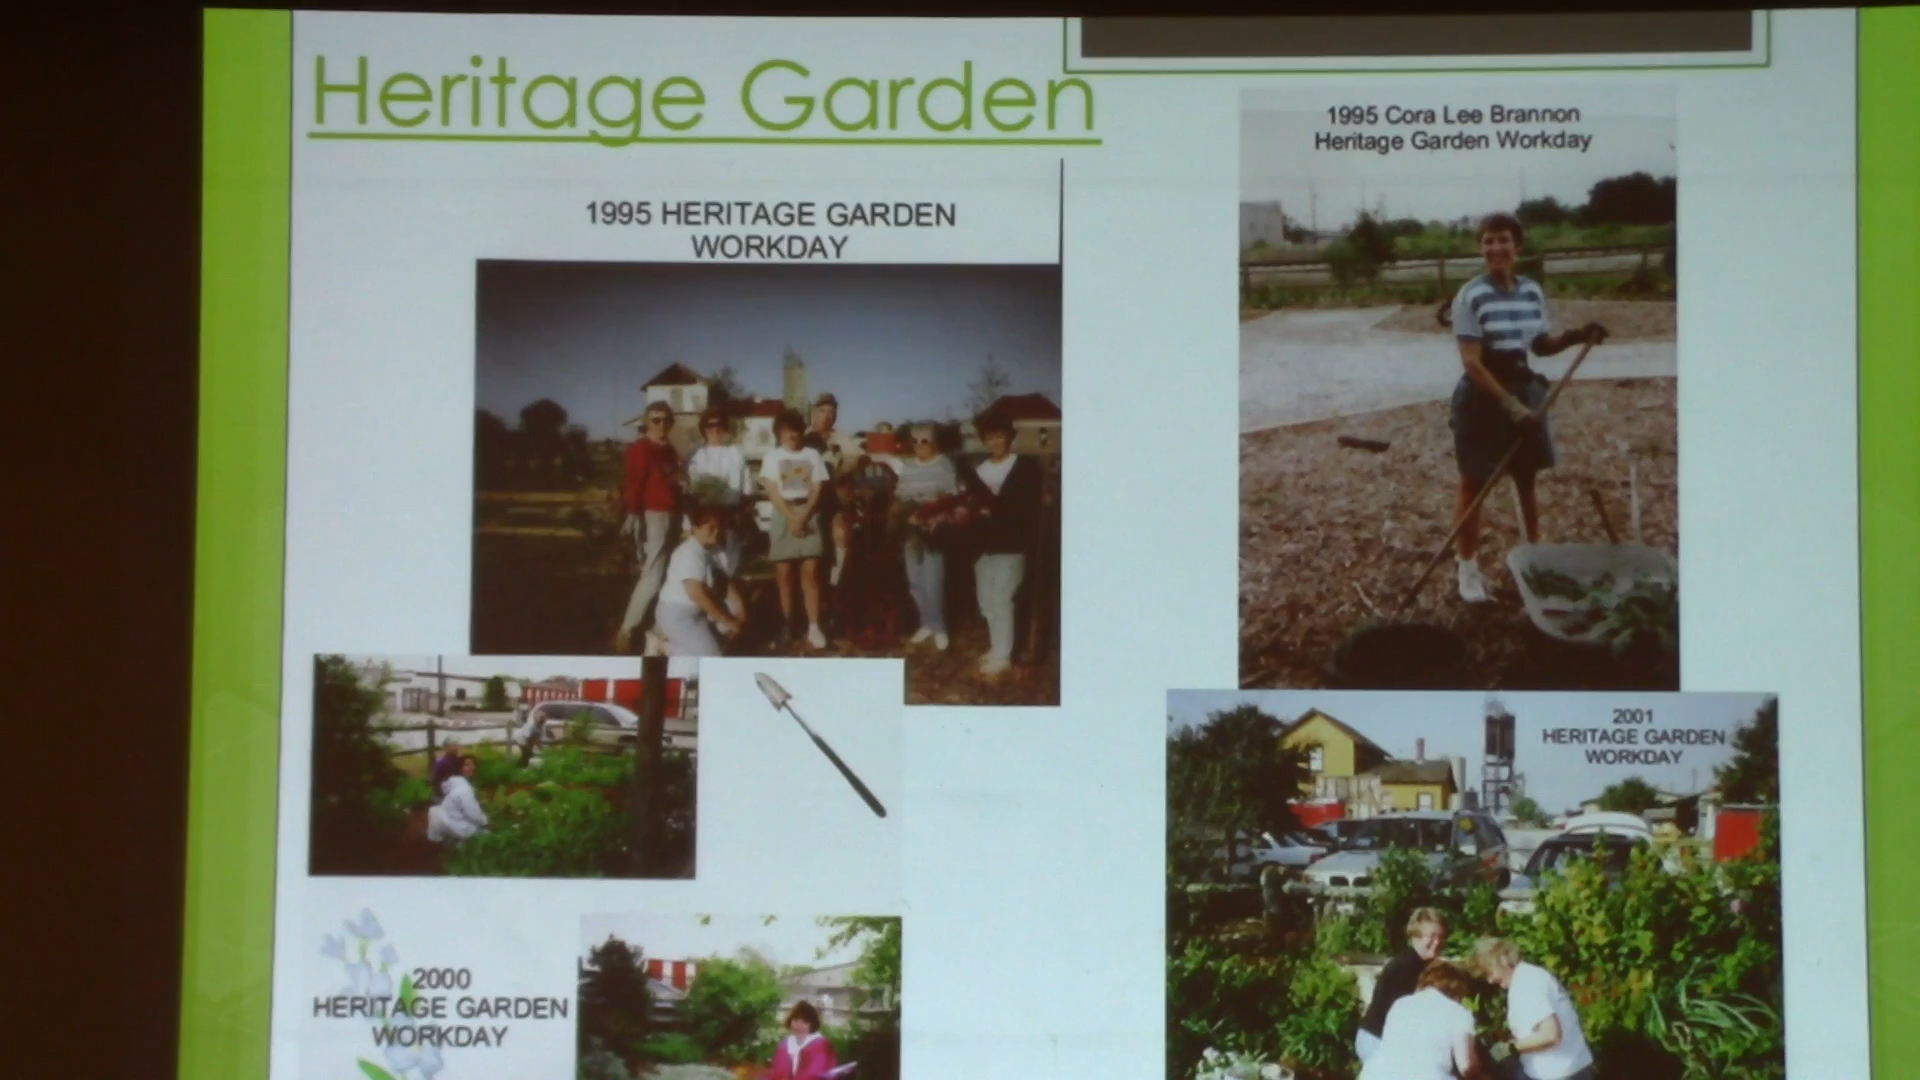 Heritage Garden
1995 HERITAGE GARDEN
WORKDAY
1995 Cora Lee Brannon
Heritage Garden Workday
2001
HERITAGE GARDEN
WORKDAY
2000
HERITAGE GARDEN
WORKDAY